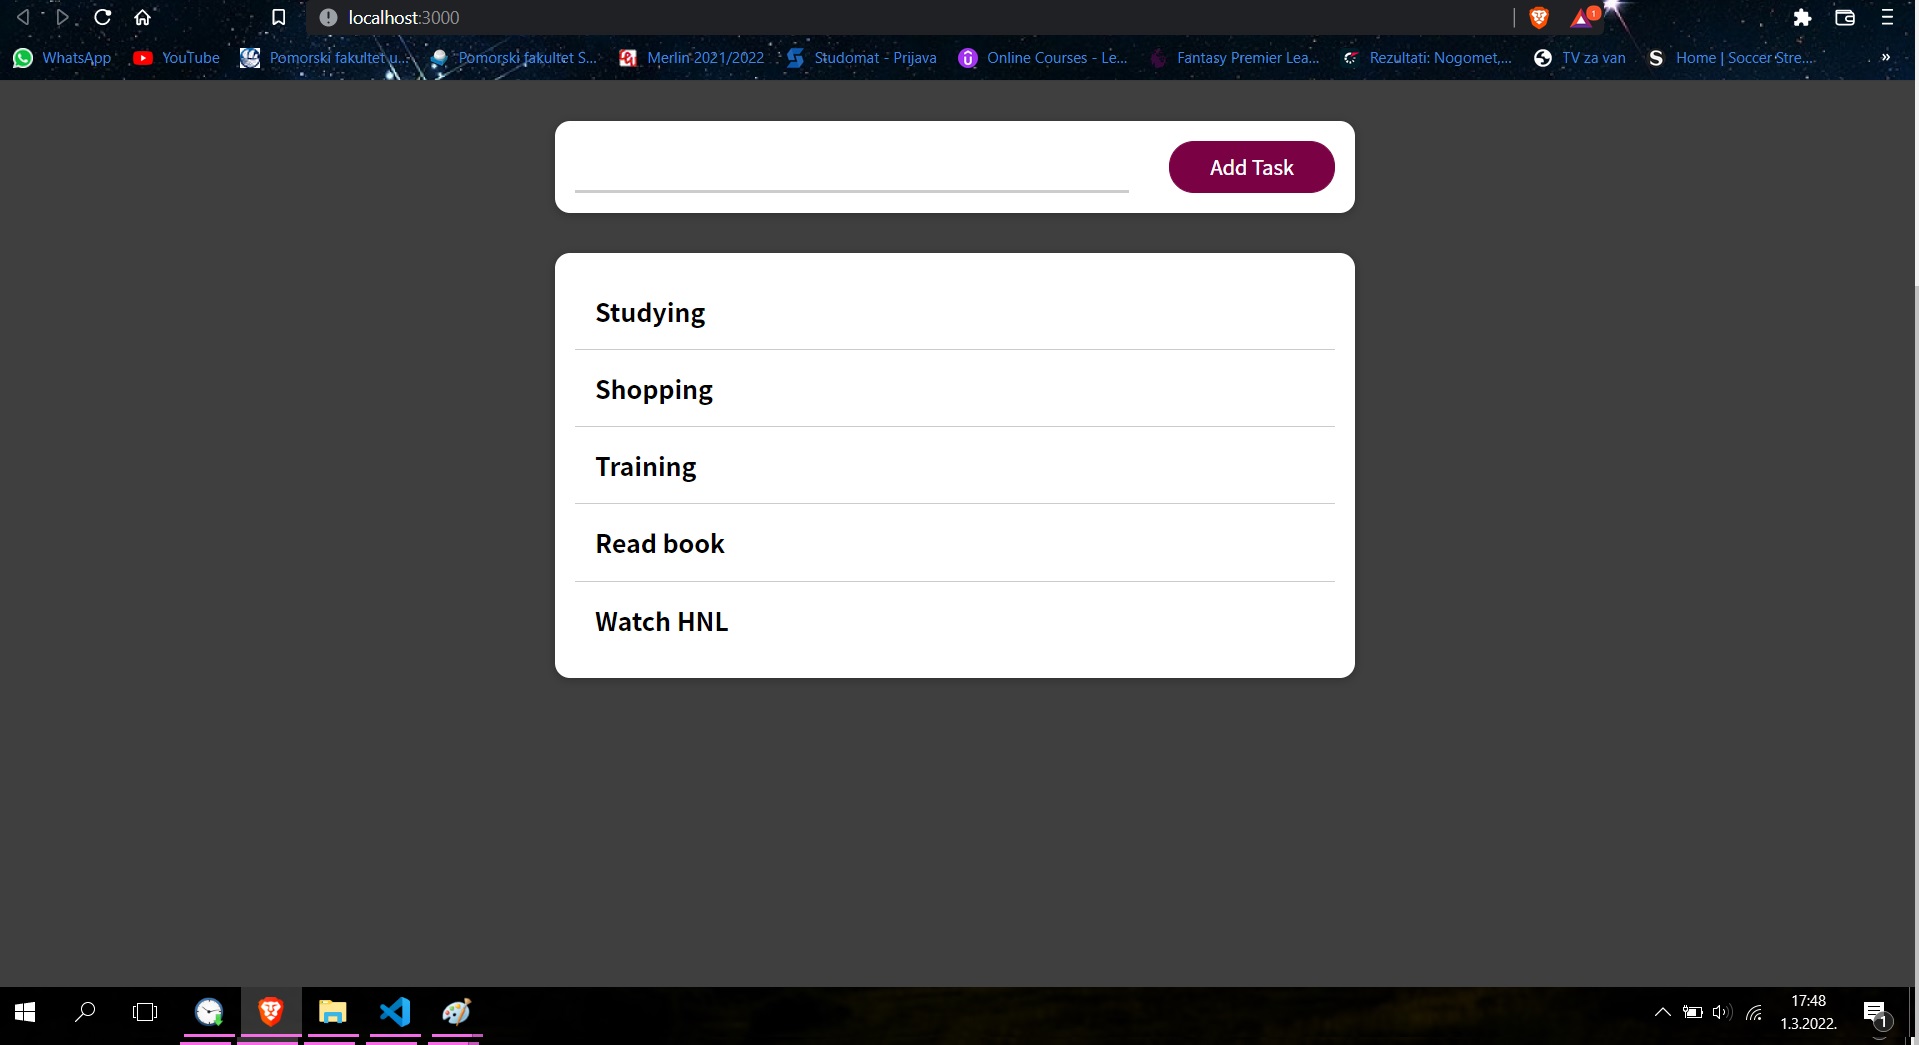 localhost:3000
1
WhatsApp YouTube Pomorski fakultet u... Pomorski fakultet S... Merlin 2021/2022 Studomat - Prijava Online Courses - Le... Fantasy Premier Lea... Rezultati: Nogomet,... TV za van Home | Soccer Stre... »
Add Task
Studying
Shopping
Training
Read book
Watch HNL
17:48
1.3.2022.
1